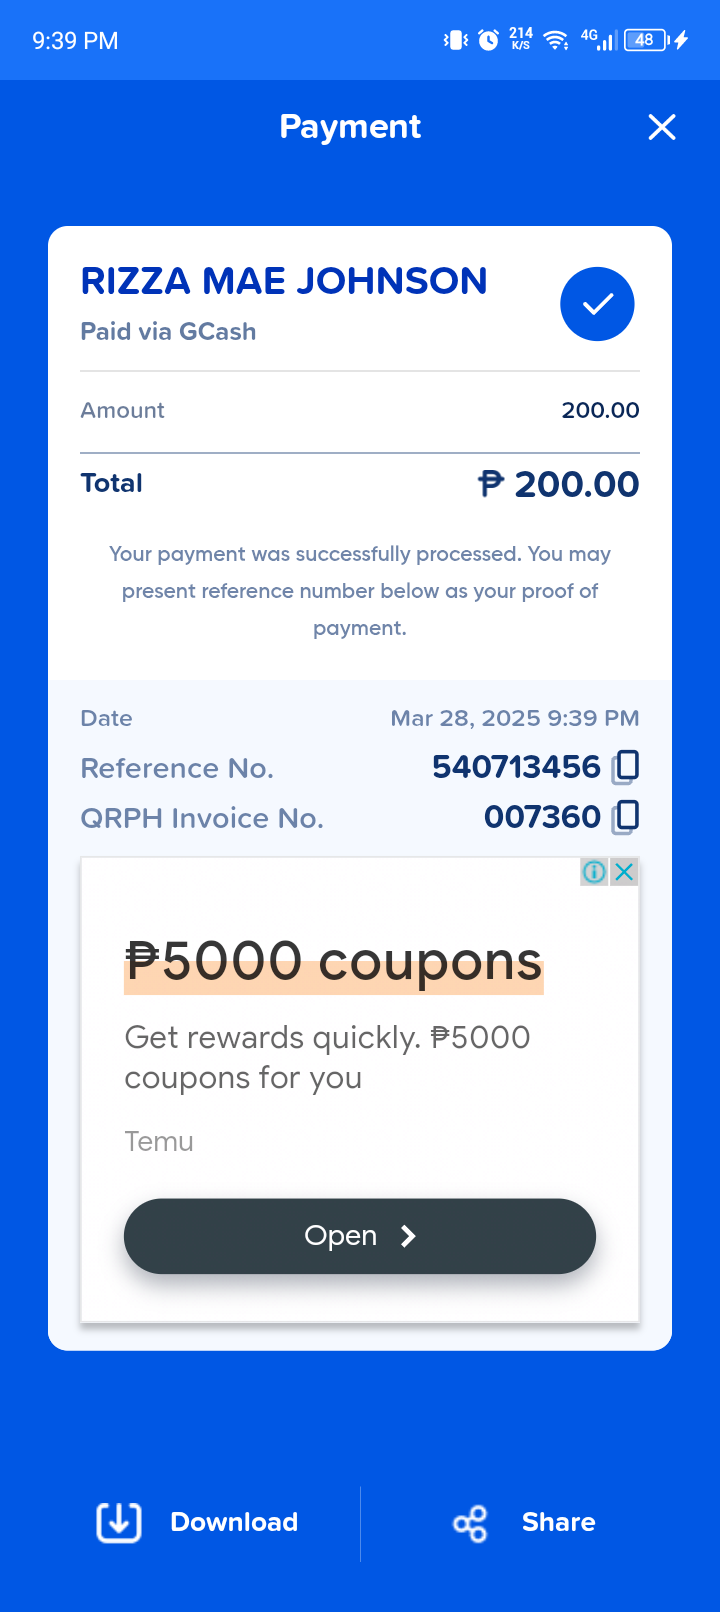 9:39 PM
214
K/S
4G
48
Payment
RIZZA MAE JOHNSON
Paid via GCash
Amount 200.00
Total ₱ 200.00
Your payment was successfully processed. You may
present reference number below as your proof of
payment.
Date Mar 28, 2025 9:39 PM
Reference No. 540713456
QRPH Invoice No. 007360
₱5000 coupons
Get rewards quickly. ₱5000
coupons for you
Temu
Open
Download
Share